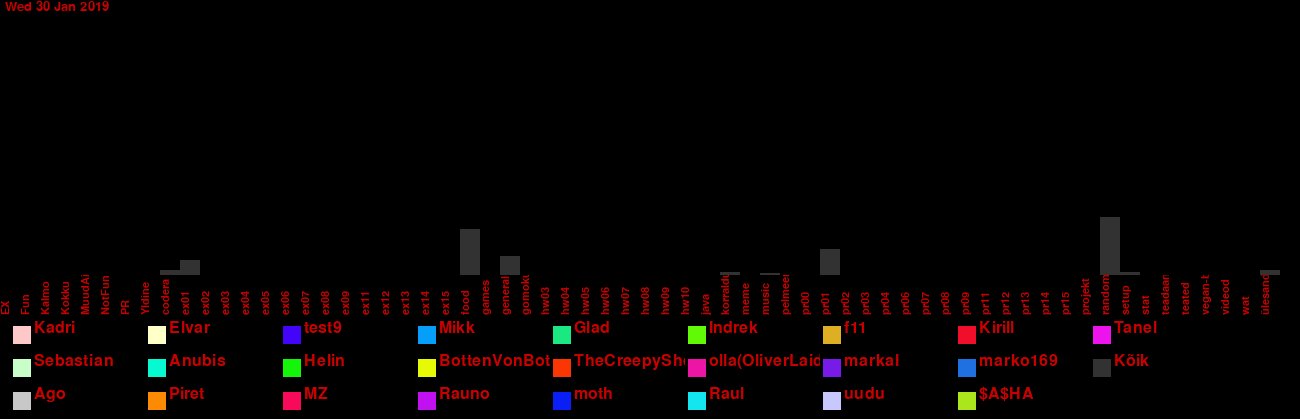 Wed 30 Jan 2019
EX Fun Kalmo Kokku MuudAi NotFun PR Yldine codera ex01 ex02 ex03 ex04 ex05 ex06 ex07 ex08 ex09 ex11 ex12 ex13 ex14 ex15 food games general gomoku hw03 hw04 hw05 hw06 hw07 hw08 hw09 hw10 java korraldu meme music pelmeen pr00 pr01 pr02 pr03 pr04 pr06 pr07 pr08 pr09 pr11 pr12 pr13 pr14 pr15 projekt random setup stat teadaan teated vegan-t videod wat ülesand
Kadri Elvar test9 Mikk Glad Indrek f11 Kirill Tanel
Sebastian Anubis Helin BottenVonBot TheCreepyShe olla(OliverLaid markal marko169 Kõik
Ago Piret MZ Rauno moth Raul uudu $A$HA